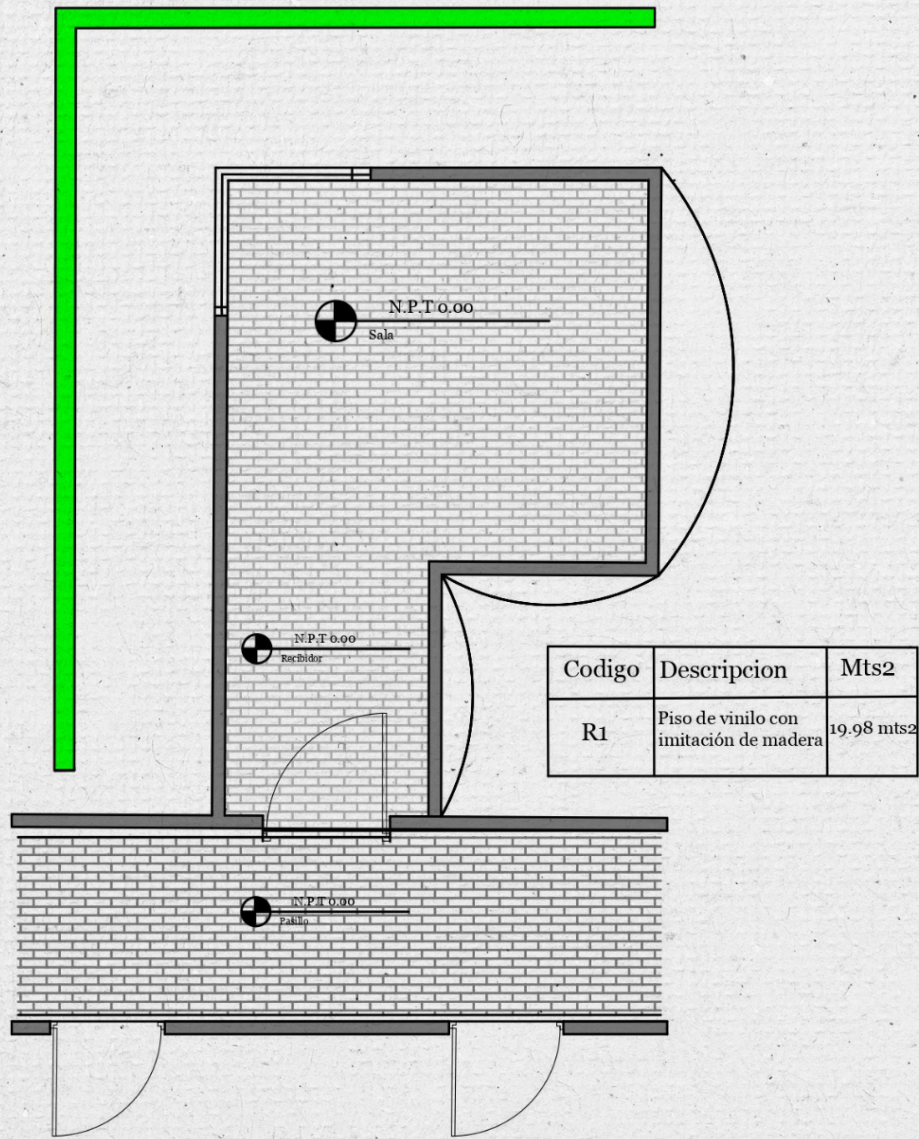 N.P.T 0.00
Sala
N.P.T 0.00
Recibidor
Codigo Descripcion Mts2
R1 Piso de vinilo con imitación de madera 19.98 mts2
N.P.T 0.00
Pasillo